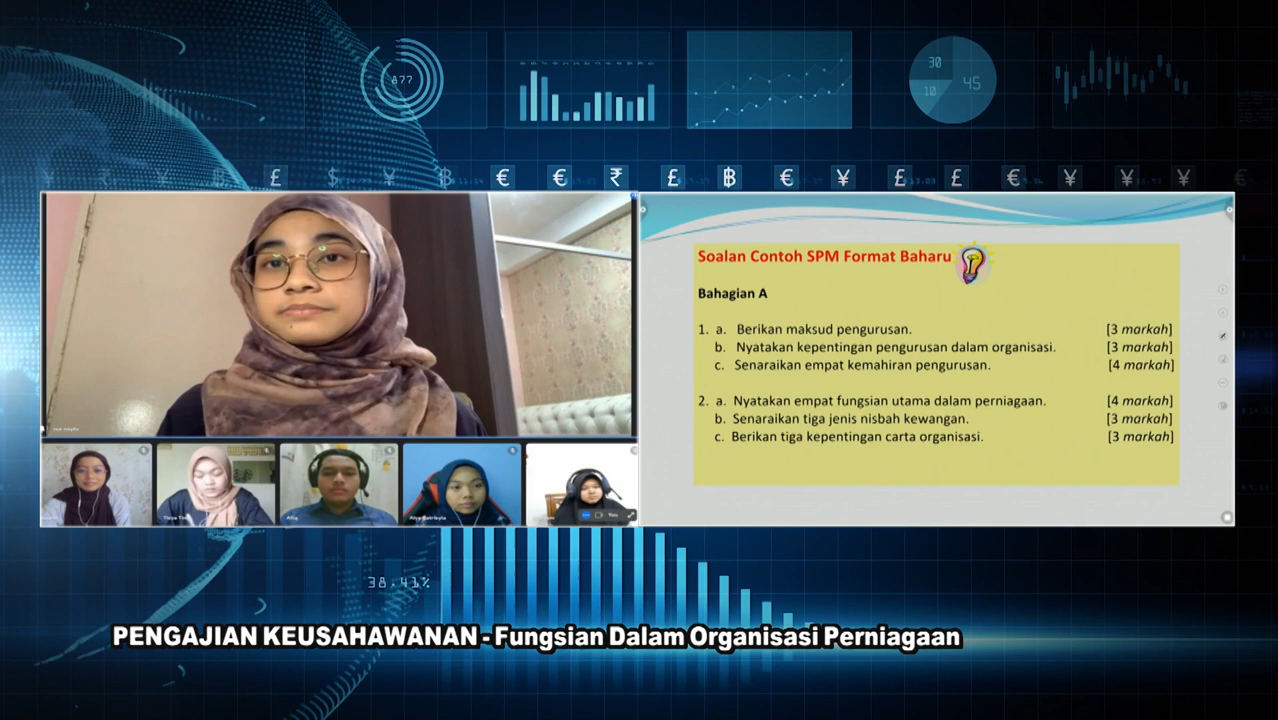 877
30
45
10
£ $ ¥ ₿ € € ₹ £ ₿ € ¥ £ £ € ¥ ¥ ¥ €
Soalan Contoh SPM Format Baharu
Bahagian A
1. a. Berikan maksud pengurusan. [3 markah]
b. Nyatakan kepentingan pengurusan dalam organisasi. [3 markah]
c. Senaraikan empat kemahiran pengurusan. [4 markah]
2. a. Nyatakan empat fungsian utama dalam perniagaan. [4 markah]
b. Senaraikan tiga jenis nisbah kewangan. [3 markah]
c. Berikan tiga kepentingan carta organisasi. [3 markah]
Afiq
You
38.41%
PENGAJIAN KEUSAHAWANAN - Fungsian Dalam Organisasi Perniagaan